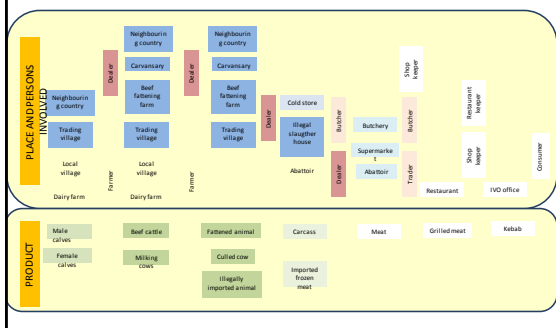 PLACE AND PERSONS
INVOLVED
Neighbourin
g country
Trading
village
Local
village
Dairy farm
Dealer
Farmer
Neighbourin
g country
Carvansary
Beef
fattening
farm
Trading
village
Local
village
Dairy farm
Dealer
Farmer
Neighbourin
g country
Carvansary
Beef
fattening
farm
Trading
village
Dealer
Cold store
Illegal
slaugther
house
Abattoir
Butcher
Dealer
Butchery
Supermarke
t
Abattoir
Shop
keeper
Butcher
Trader
Restaurant
Restaurant
keeper
Shop
keeper
IVO office
Consumer
PRODUCT
Male
calves
Female
calves
Beef cattle
Milking
cows
Fattened animal
Culled cow
Illegally
imported animal
Carcass
Imported
frozen
meat
Meat
Grilled meat
Kebab